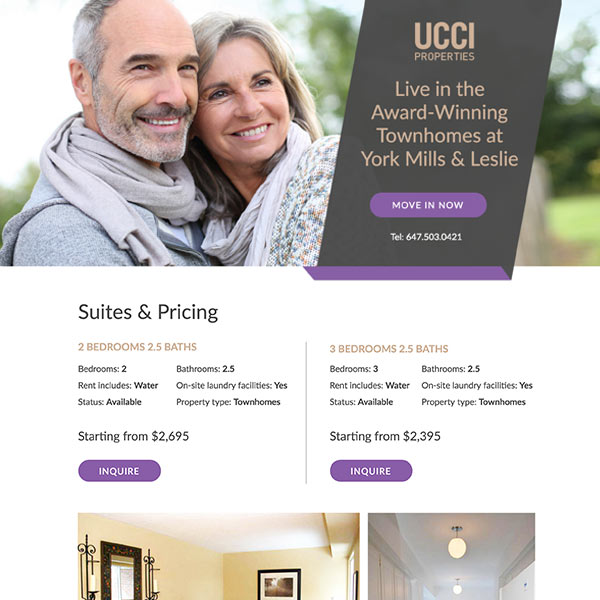 UCCI
PROPERTIES
Live in the
Award-Winning
Townhomes at
York Mills & Leslie
MOVE IN NOW
Tel: 647.503.0421
Suites & Pricing
2 BEDROOMS 2.5 BATHS
Bedrooms: 2 Bathrooms: 2.5
Rent includes: Water On-site laundry facilities: Yes
Status: Available Property type: Townhomes
Starting from $2,695
INQUIRE
3 BEDROOMS 2.5 BATHS
Bedrooms: 3 Bathrooms: 2.5
Rent includes: Water On-site laundry facilities: Yes
Status: Available Property type: Townhomes
Starting from $2,395
INQUIRE